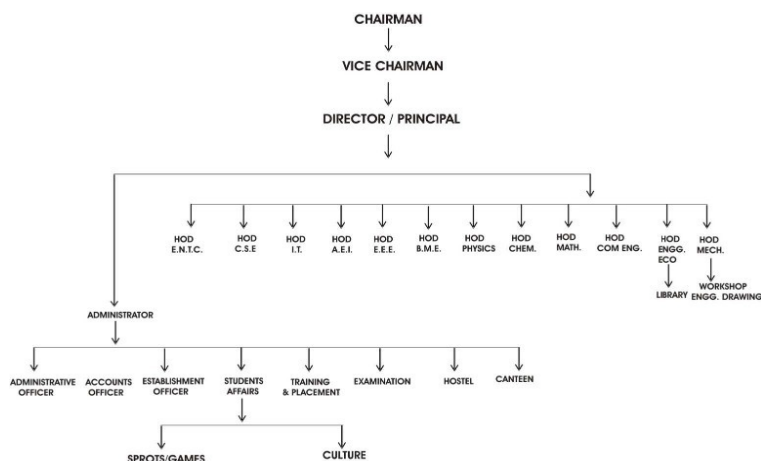 CHAIRMAN
VICE CHAIRMAN
DIRECTOR / PRINCIPAL
HOD
E.N.T.C.
HOD
C.S.E
HOD
I.T.
HOD
A.E.I.
HOD
E.E.E.
HOD
B.M.E.
HOD
PHYSICS
HOD
CHEM.
HOD
MATH.
HOD
COM ENG.
HOD
ENGG.
ECO
HOD
MECH.
LIBRARY
WORKSHOP
ENGG. DRAWING
ADMINISTRATOR
ADMINISTRATIVE
OFFICER
ACCOUNTS
OFFICER
ESTABLISHMENT
OFFICER
STUDENTS
AFFAIRS
TRAINING
& PLACEMENT
EXAMINATION
HOSTEL
CANTEEN
SPROTS/GAMES
CULTURE